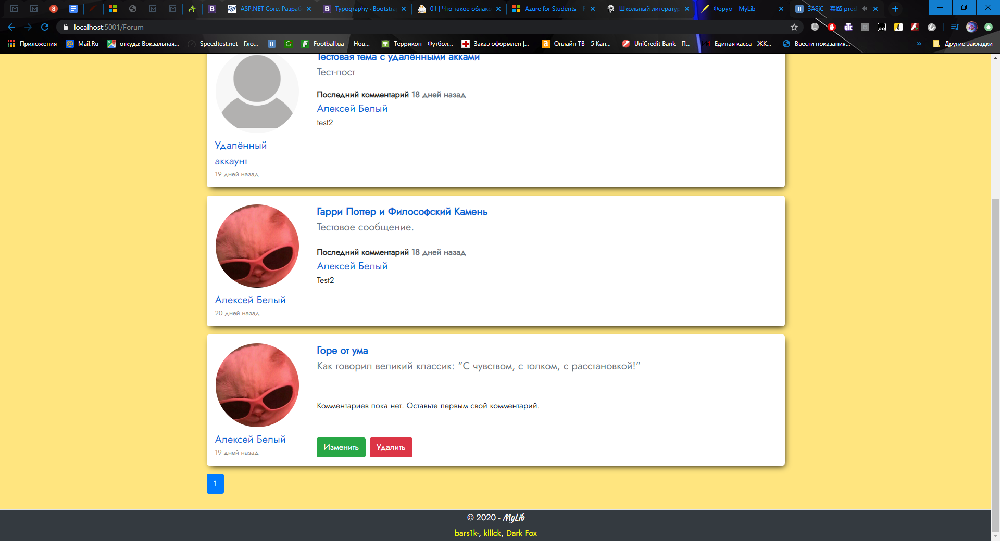 8
ASP.NET Core. Разраб
Typography · Bootstra
01 | Что такое облако
Azure for Students –
Школьный литератур
Форум - MyLib
3ASiC - 套路 prod
localhost:5001/Forum
Приложения
Mail.Ru
откуда: Вокзальная...
Speedtest.net - Гло...
Football.ua — Нов...
Террикон - Футбол...
Заказ оформлен |...
Онлайн ТВ - 5 Кан...
UniCredit Bank - П...
Единая касса - ЖК...
Ввести показания...
»
Другие закладки
Тестовая тема с удалёнными акками
Тест-пост
Последний комментарий 18 дней назад
Алексей Белый
test2
Удалённый
аккаунт
19 дней назад
Гарри Поттер и Философский Камень
Тестовое сообщение.
Последний комментарий 18 дней назад
Алексей Белый
Test2
Алексей Белый
20 дней назад
Горе от ума
Как говорил великий классик: "С чувством, с толком, с расстановкой!"
Комментариев пока нет. Оставьте первым свой комментарий.
Алексей Белый
19 дней назад
Изменить
Удалить
1
© 2020 - MyLib
bars1k-, klllck, Dark Fox